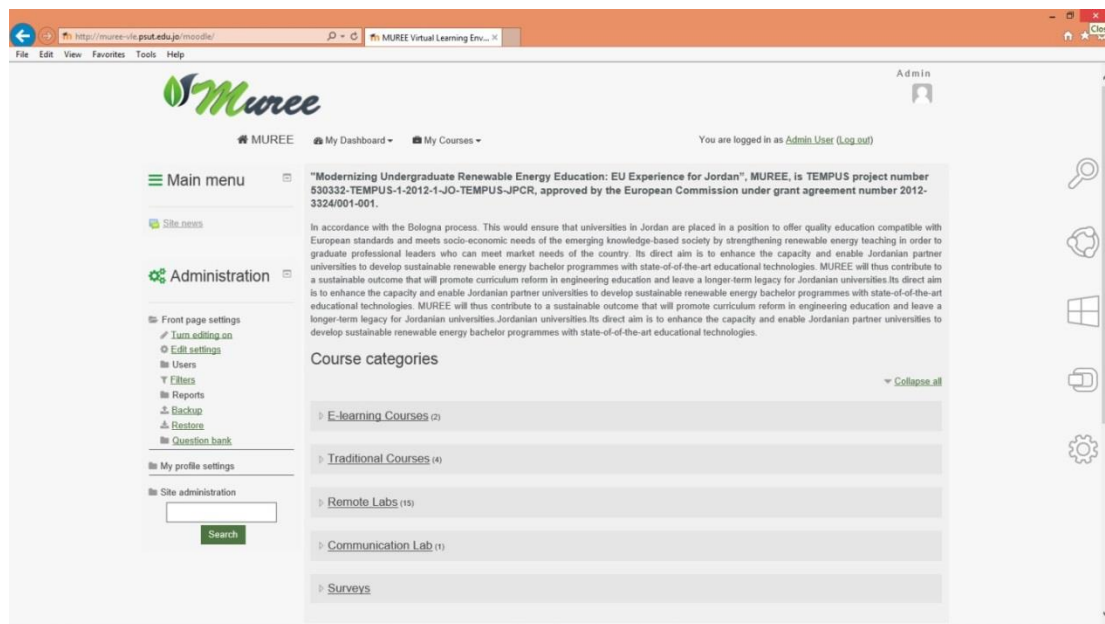 http://muree-vle.psut.edu.jo/moodle/
MUREE Virtual Learning Env...
File Edit View Favorites Tools Help
Muree
Admin
MUREE My Dashboard My Courses
You are logged in as Admin User (Log out)
Main menu
Site news
Administration
Front page settings
Turn editing on
Edit settings
Users
Filters
Reports
Backup
Restore
Question bank
My profile settings
Site administration
Search
"Modernizing Undergraduate Renewable Energy Education: EU Experience for Jordan", MUREE, is TEMPUS project number
530332-TEMPUS-1-2012-1-JO-TEMPUS-JPCR, approved by the European Commission under grant agreement number 2012-
3324/001-001.
In accordance with the Bologna process. This would ensure that universities in Jordan are placed in a position to offer quality education compatible with
European standards and meets socio-economic needs of the emerging knowledge-based society by strengthening renewable energy teaching in order to
graduate professional leaders who can meet market needs of the country. Its direct aim is to enhance the capacity and enable Jordanian partner
universities to develop sustainable renewable energy bachelor programmes with state-of-of-the-art educational technologies. MUREE will thus contribute to
a sustainable outcome that will promote curriculum reform in engineering education and leave a longer-term legacy for Jordanian universities.Its direct aim
is to enhance the capacity and enable Jordanian partner universities to develop sustainable renewable energy bachelor programmes with state-of-of-the-art
educational technologies. MUREE will thus contribute to a sustainable outcome that will promote curriculum reform in engineering education and leave a
longer-term legacy for Jordanian universities.Jordanian universities.Its direct aim is to enhance the capacity and enable Jordanian partner universities to
develop sustainable renewable energy bachelor programmes with state-of-of-the-art educational technologies.
Course categories
Collapse all
E-learning Courses (2)
Traditional Courses (4)
Remote Labs (15)
Communication Lab (1)
Surveys